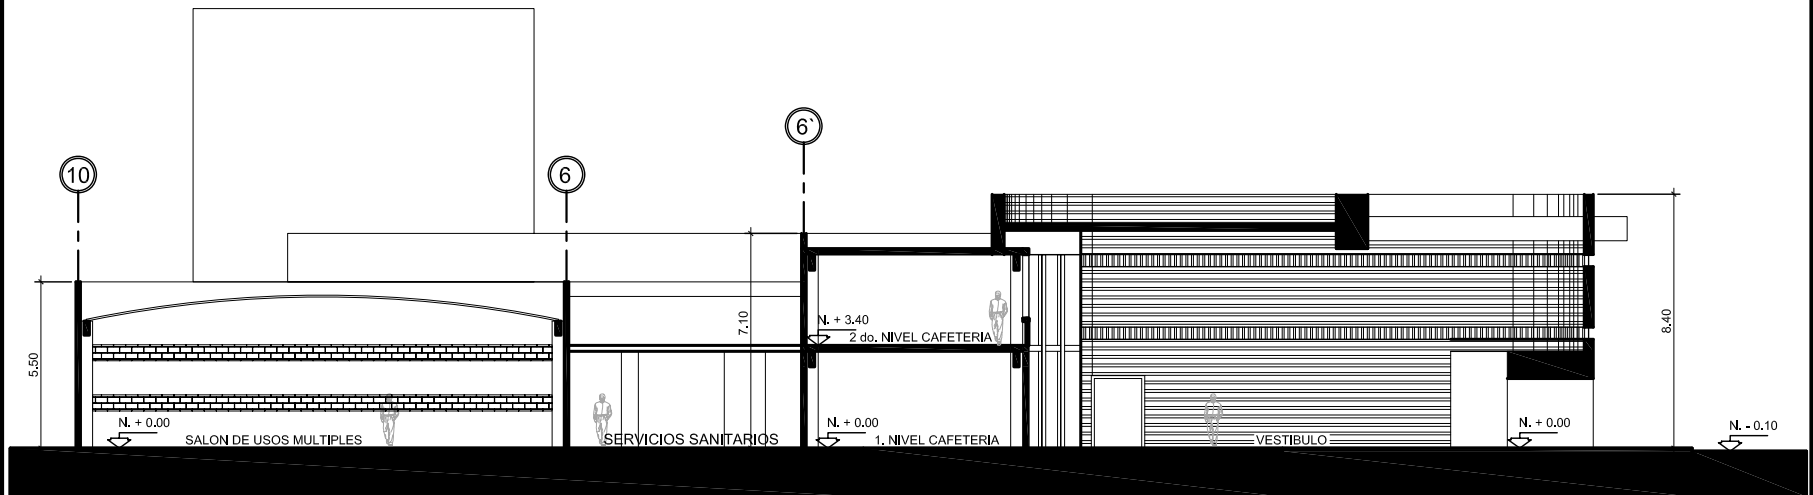 6`
10
6
8.40
7.10
N. + 3.40
2 do. NIVEL CAFETERIA
5.50
N. + 0.00
SALON DE USOS MULTIPLES
SERVICIOS SANITARIOS
N. + 0.00
1. NIVEL CAFETERIA
VESTIBULO
N. + 0.00
N. - 0.10